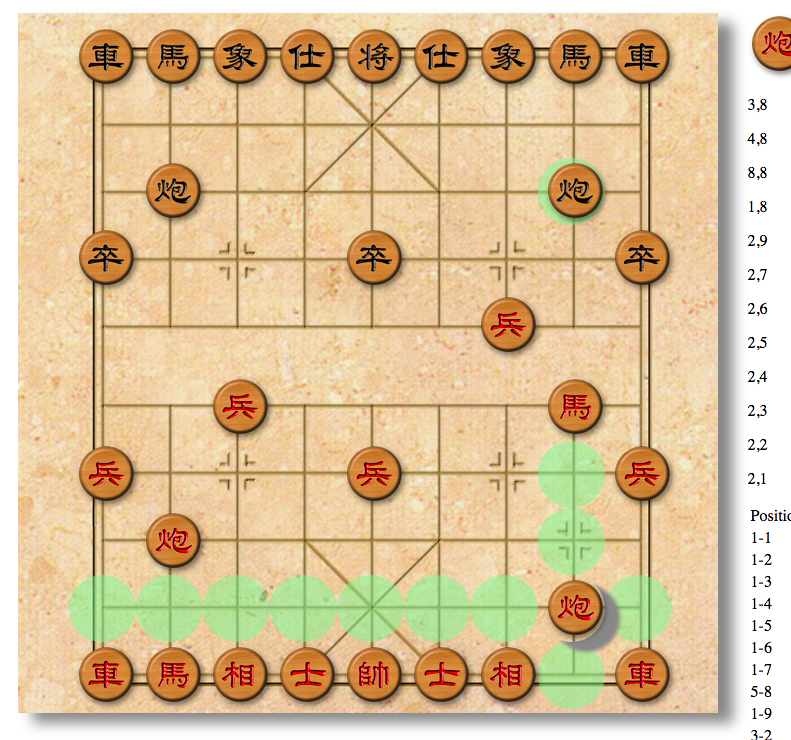 車 馬 象 仕 将 仕 象 馬 車
炮
炮 炮
3,8
4,8
8,8
1,8
卒 卒 卒
2,9
2,7
2,6
兵
2,5
2,4
兵 馬
2,3
2,2
兵 兵 兵
2,1
Positio
炮
1-1
1-2
1-3
炮
1-4
1-5
1-6
車 馬 相 士 帥 士 相 車
1-7
5-8
1-9
3-2